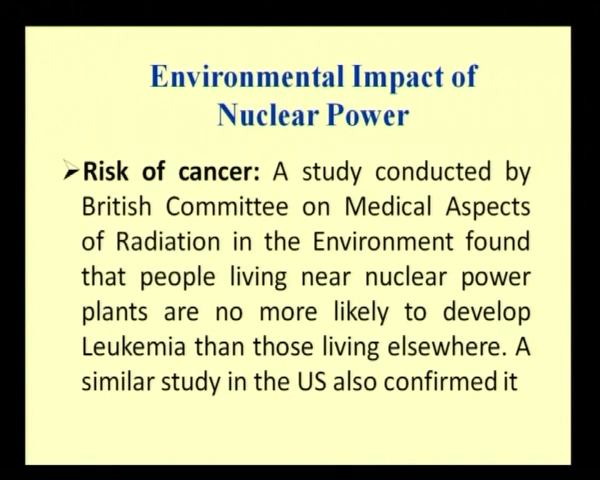 Environmental Impact of
Nuclear Power
➢Risk of cancer: A study conducted by
British Committee on Medical Aspects
of Radiation in the Environment found
that people living near nuclear power
plants are no more likely to develop
Leukemia than those living elsewhere. A
similar study in the US also confirmed it